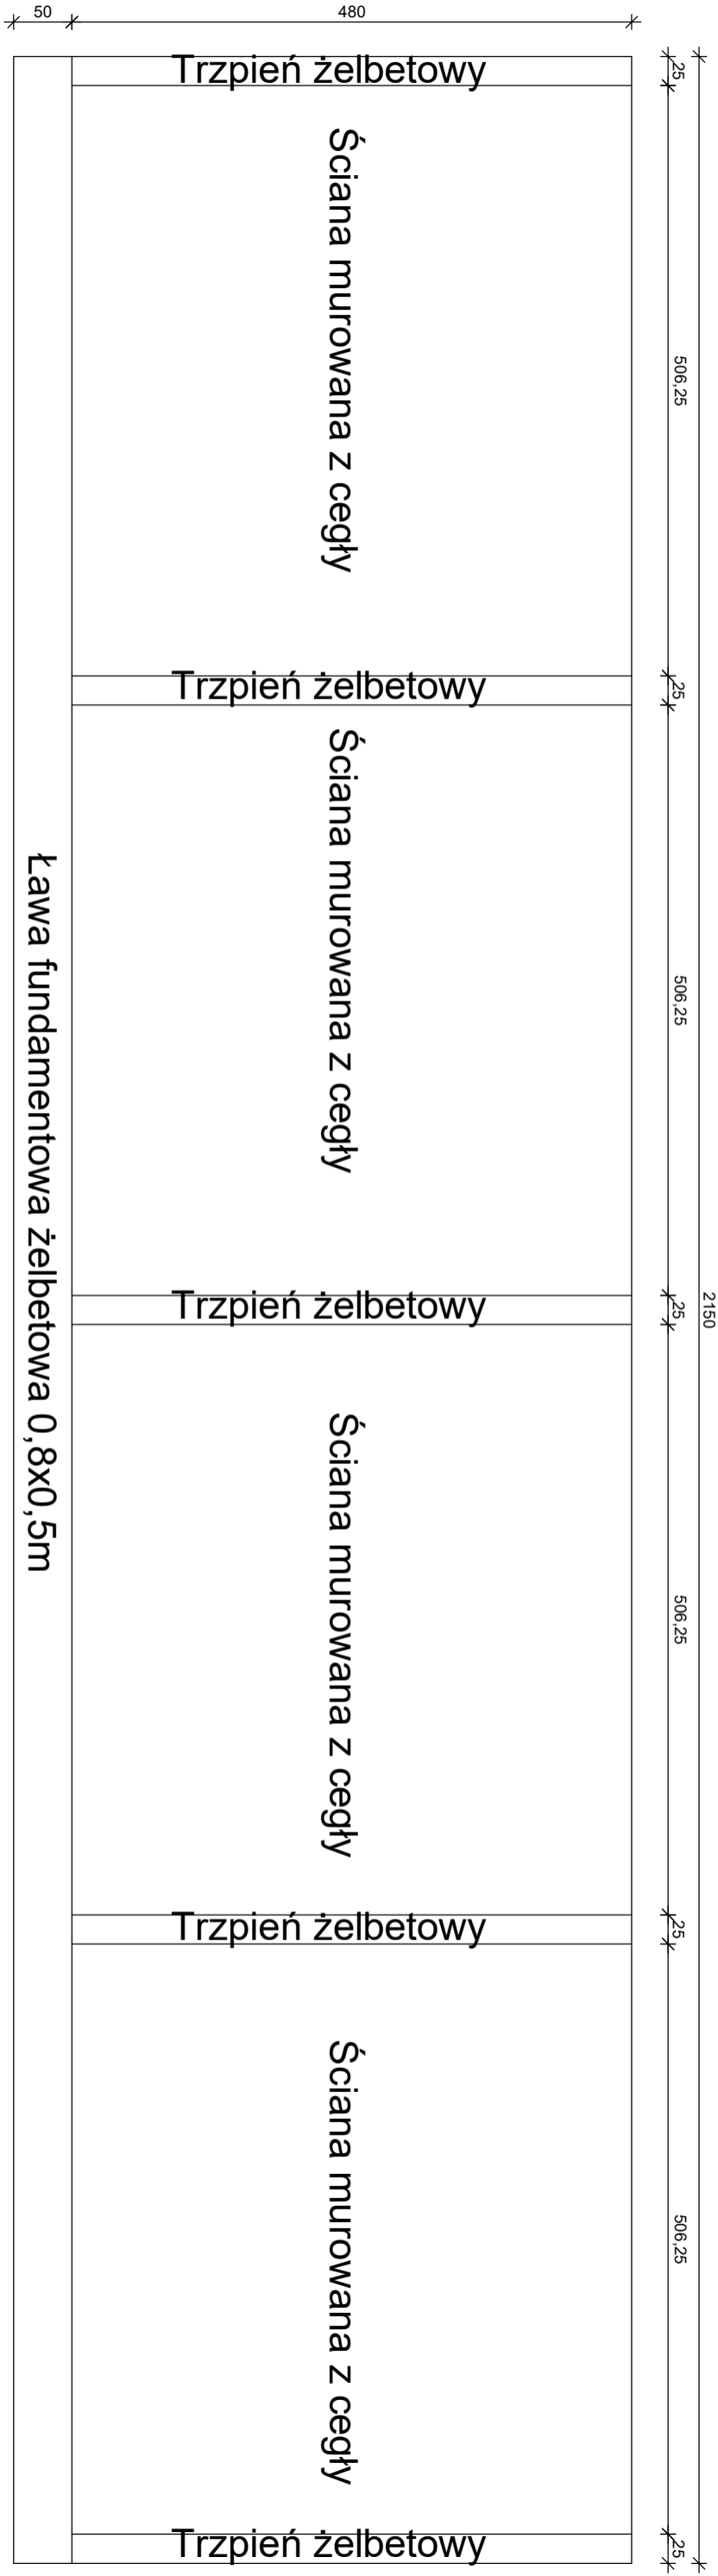 50
480
Trzpień żelbetowy
25
Ściana murowana z cegły
506,25
Trzpień żelbetowy
25
Ściana murowana z cegły
506,25
Ława fundamentowa żelbetowa 0,8x0,5m
Trzpień żelbetowy
25
2150
Ściana murowana z cegły
506,25
Trzpień żelbetowy
25
Ściana murowana z cegły
506,25
Trzpień żelbetowy
25